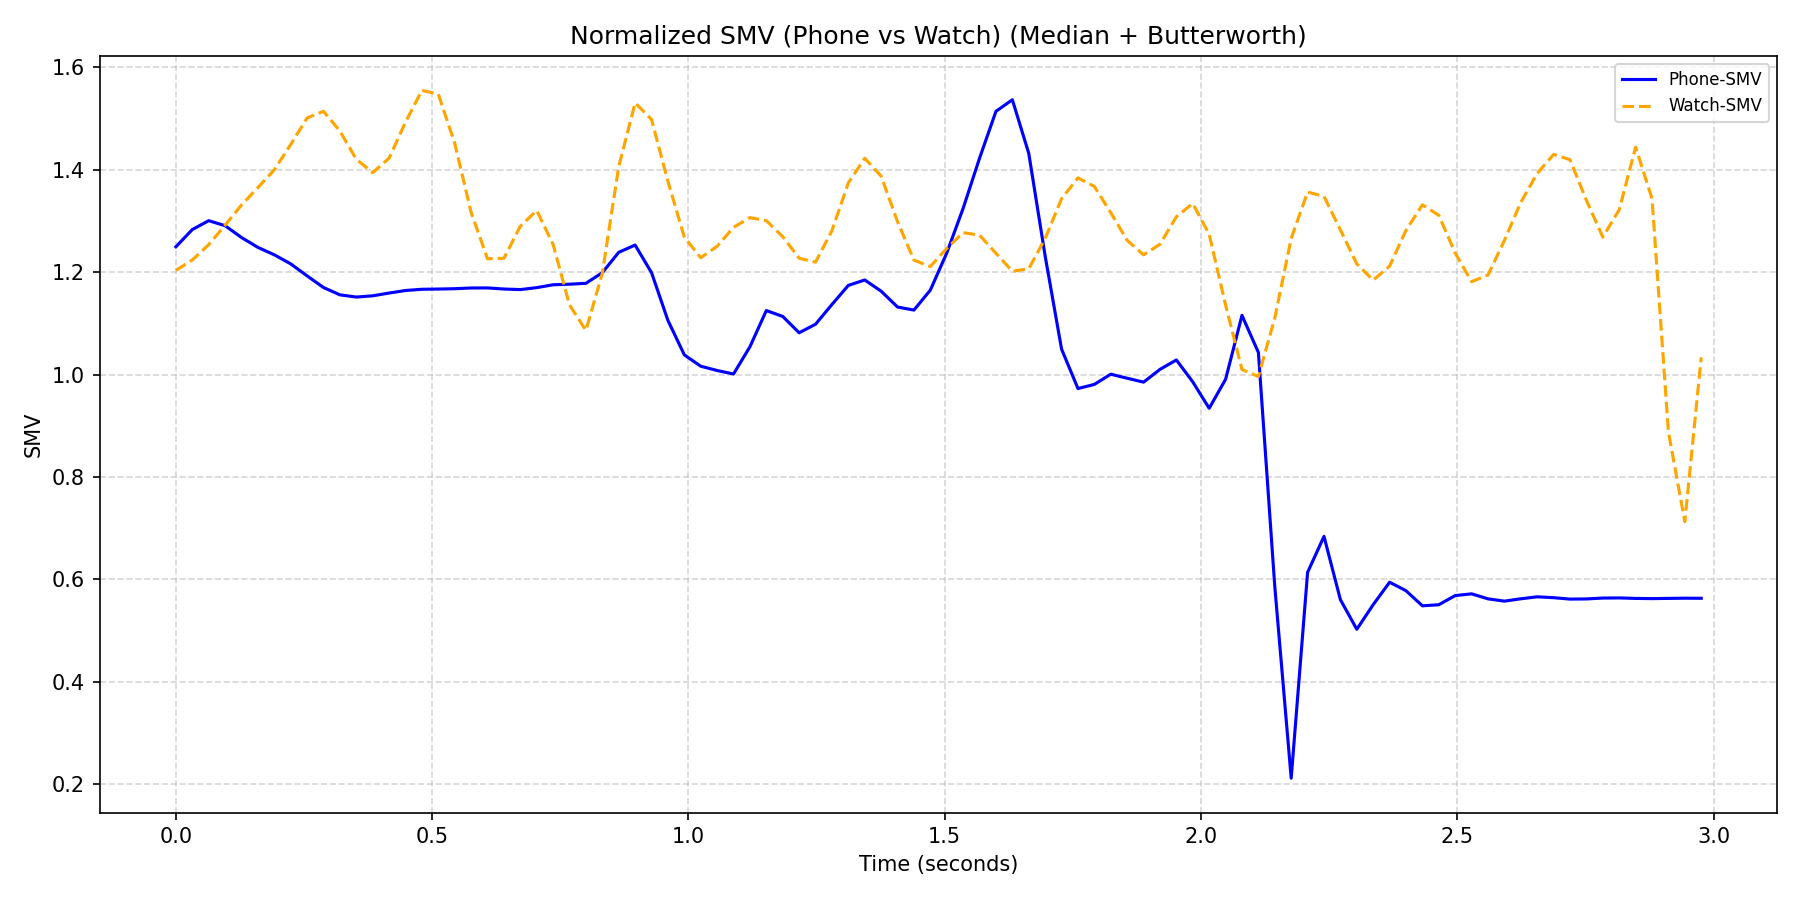 Normalized SMV (Phone vs Watch) (Median + Butterworth)
Phone-SMV
Watch-SMV
SMV
1.6
1.4
1.2
1.0
0.8
0.6
0.4
0.2
0.0 0.5 1.0 1.5 2.0 2.5 3.0
Time (seconds)